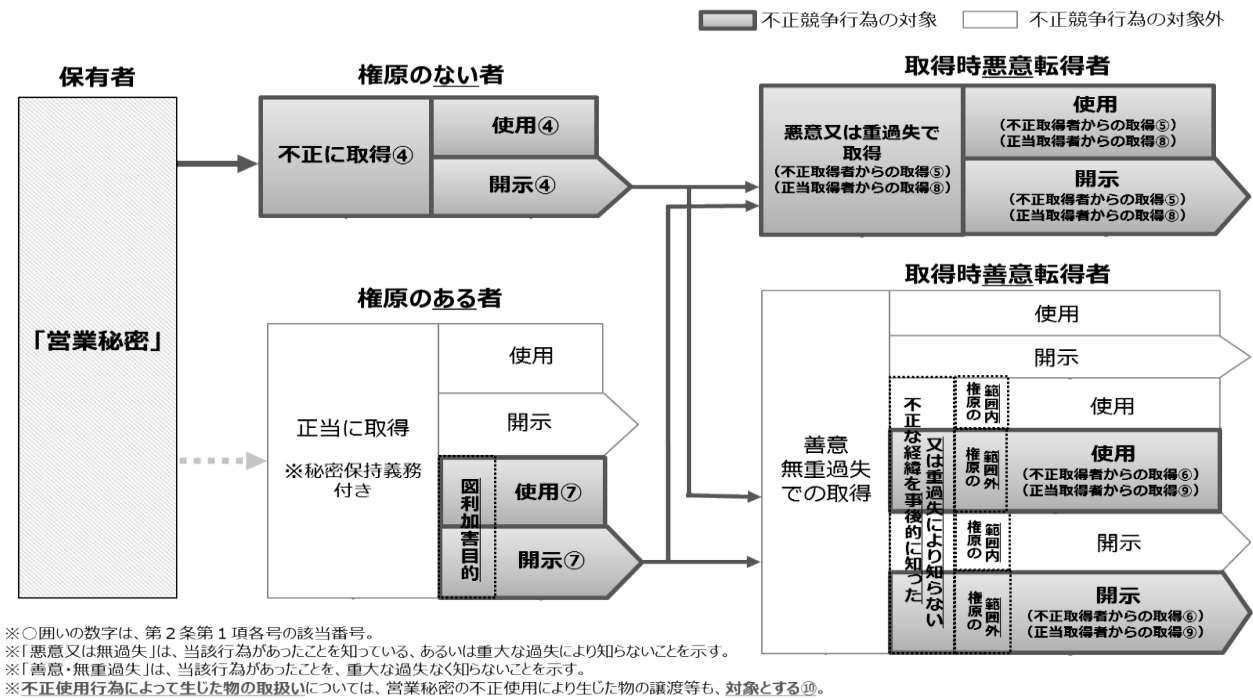 不正競争行為の対象
不正競争行為の対象外
保有者
「営業秘密」
権原のない者
不正に取得④
使用④
開示④
権原のある者
正当に取得
※秘密保持義務
付き
使用
開示
図利加害目的
使用⑦
開示⑦
取得時悪意転得者
悪意又は重過失で
取得
（不正取得者からの取得⑤）
（正当取得者からの取得⑧）
使用
（不正取得者からの取得⑤）
（正当取得者からの取得⑧）
開示
（不正取得者からの取得⑤）
（正当取得者からの取得⑧）
取得時善意転得者
善意
無重過失
での取得
使用
開示
不正な経緯を事後的に知った
又は重過失により知らない
権原の
範囲内
使用
権原の
範囲外
使用
（不正取得者からの取得⑥）
（正当取得者からの取得⑨）
権原の
範囲内
開示
権原の
範囲外
開示
（不正取得者からの取得⑥）
（正当取得者からの取得⑨）
※○囲いの数字は、第２条第１項各号の該当番号。
※「悪意又は無過失」は、当該行為があったことを知っている、あるいは重大な過失により知らないことを示す。
※「善意・無重過失」は、当該行為があったことを、重大な過失なく知らないことを示す。
※不正使用行為によって生じた物の取扱いについては、営業秘密の不正使用により生じた物の譲渡等も、対象とする⑩。